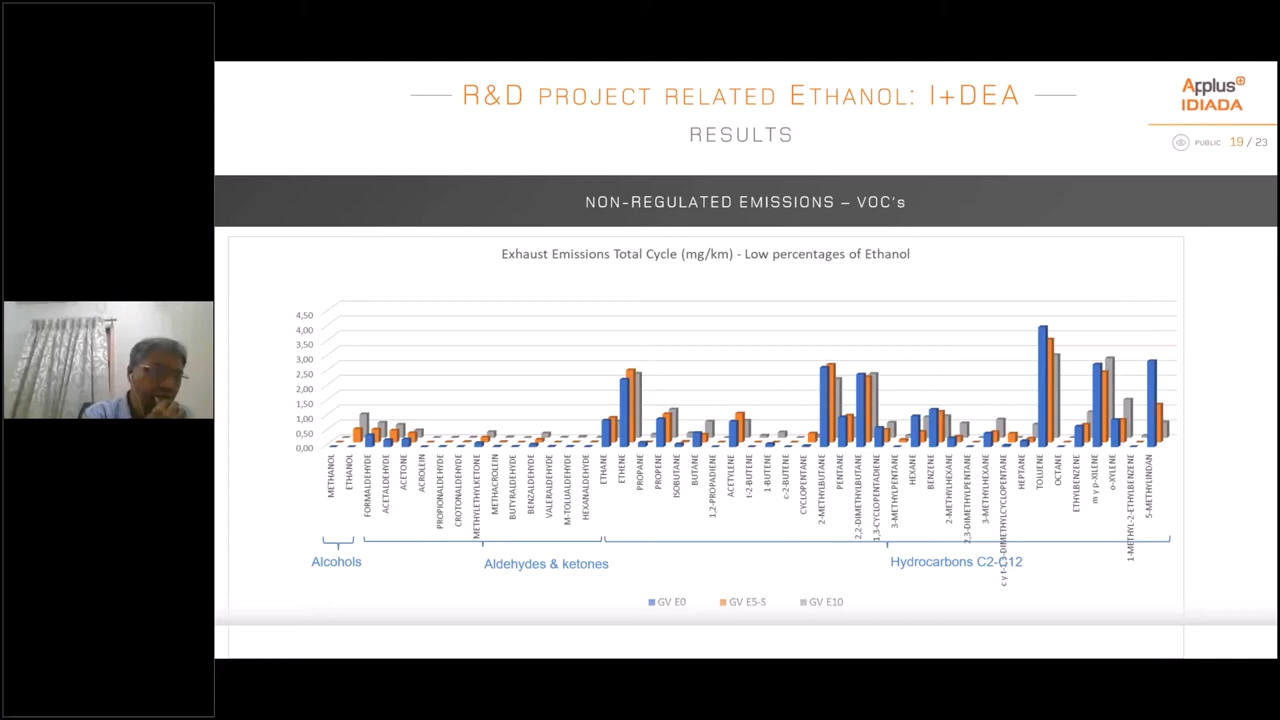 R&D PROJECT RELATED ETHANOL: I+DEA
RESULTS
Applus+
IDIADA
PUBLIC 19 / 23
NON-REGULATED EMISSIONS – VOC's
Exhaust Emissions Total Cycle (mg/km) - Low percentages of Ethanol
4,50
4,00
3,50
3,00
2,50
2,00
1,50
1,00
0,50
0,00
METHANOL
ETHANOL
FORMALDEHYDE
ACETALDEHYDE
ACETONE
ACROLEIN
PROPIONALDEHYDE
CROTONALDEHYDE
METHYLETHYLKETONE
METHACROLEIN
BUTYRALDEHYDE
BENZALDEHYDE
VALERALDEHYDE
M-TOLUALDEHYDE
HEXANALDEHYDE
ETHANE
ETHENE
PROPANE
PROPENE
ISOBUTANE
BUTANE
1,2-PROPADIENE
ACETYLENE
t-2-BUTENE
1-BUTENE
c-2-BUTENE
CYCLOPENTANE
2-METHYLBUTANE
PENTANE
2,2-DIMETHYLBUTANE
1,3-CYCLOPENTADIENE
3-METHYLPENTANE
HEXANE
BENZENE
2-METHYLHEXANE
2,3-DIMETHYLPENTANE
3-METHYLHEXANE
c y t-1,3-DIMETHYLCYCLOPENTANE
HEPTANE
TOLUENE
OCTANE
ETHYLBENZENE
m y p-XILENE
o-XYLENE
1-METHYL-2-ETHYLBENZENE
5-METHYLINDAN
Alcohols
Aldehydes & ketones
Hydrocarbons C2-C12
GV E0 GV E5-S GV E10